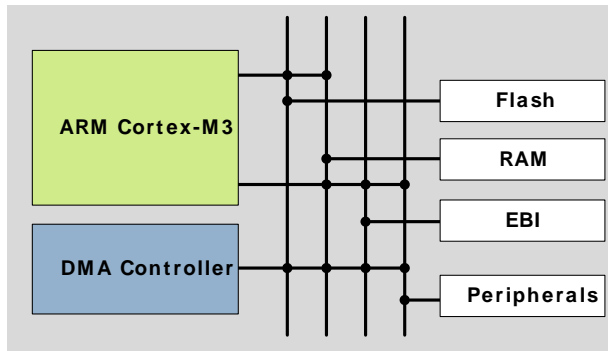 ARM Cortex-M3
DMA Controller
Flash
RAM
EBI
Peripherals